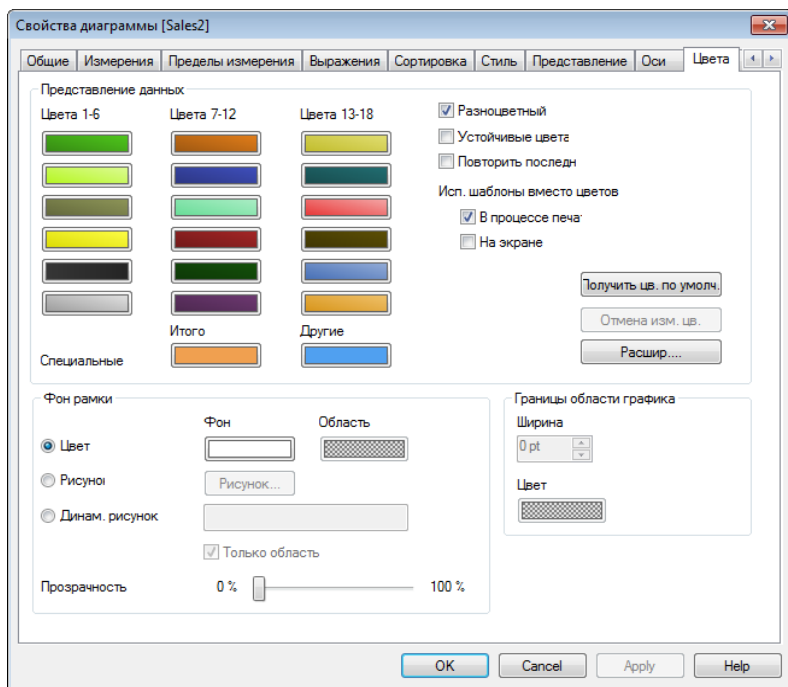 Свойства диаграммы [Sales2]
Общие Измерения Пределы измерения Выражения Сортировка Стиль Представление Оси Цвета
Представление данных
Цвета 1-6 Цвета 7-12 Цвета 13-18
Разноцветный
Устойчивые цвета
Повторить последн
Исп. шаблоны вместо цветов
В процессе печат
На экране
Получить цв. по умолч.
Отмена изм. цв.
Расшир....
Итого Другие
Специальные
Фон рамки
Фон Область
Цвет
Рисунок
Рисунок...
Динам. рисунок
Только область
Прозрачность 0 % 100 %
Границы области графика
Ширина
0 pt
Цвет
OK Cancel Apply Help